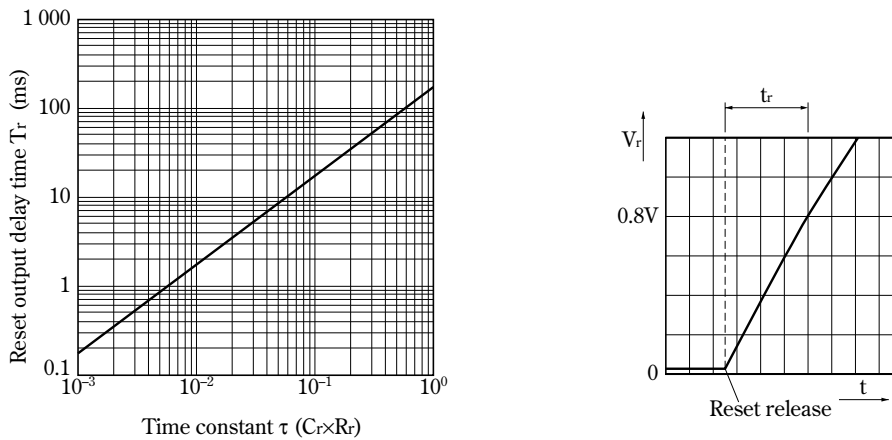 1 000
100
10
1
0.1
10⁻³
10⁻²
10⁻¹
10⁰
Reset output delay time Tr (ms)
Time constant τ (Cr×Rr)
tr
Vr
0.8V
0
t
Reset release